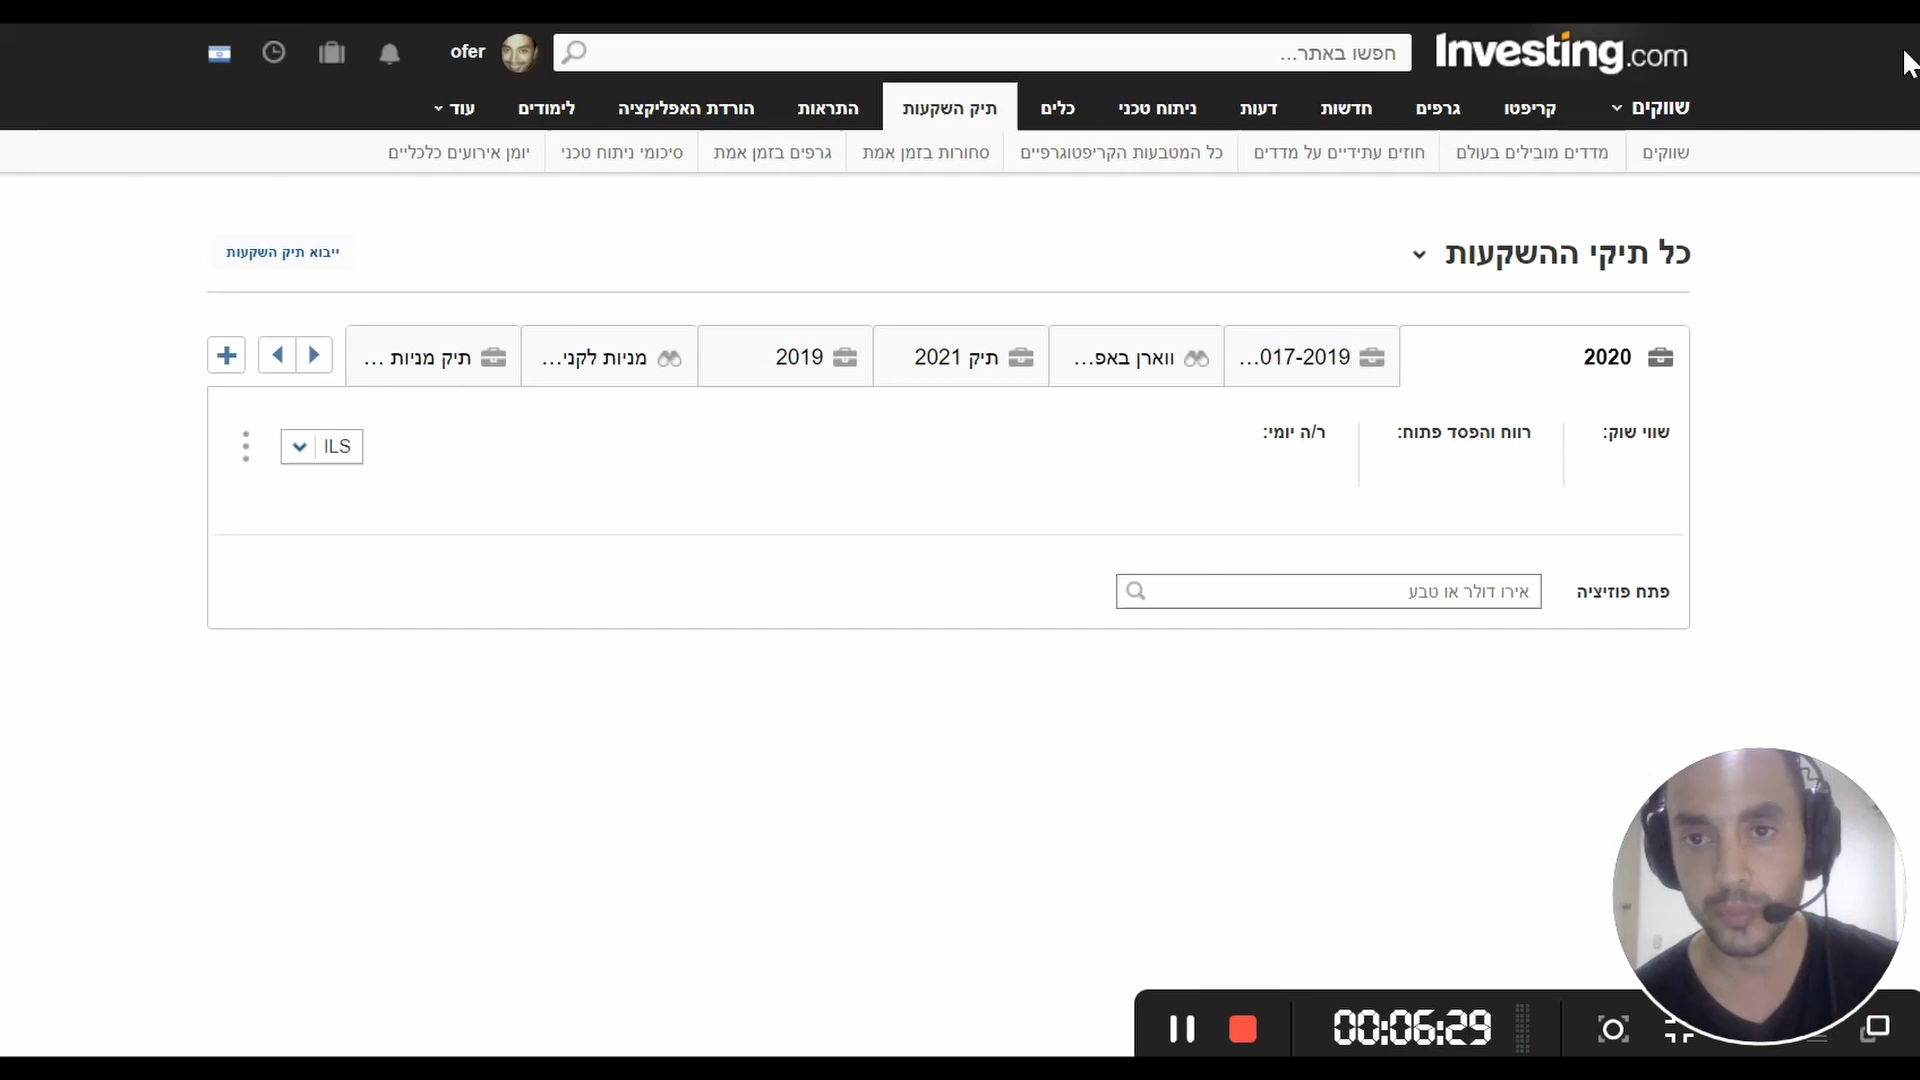 Investing.com
חפשו באתר...
ofer
שווקים
קריפטו
גרפים
חדשות
דעות
ניתוח טכני
כלים
תיק השקעות
התראות
הורדת האפליקציה
לימודים
עוד
שווקים
מדדים מובילים בעולם
חוזים עתידיים על מדדים
כל המטבעות הקריפטוגרפיים
סחורות בזמן אמת
גרפים בזמן אמת
סיכומי ניתוח טכני
יומן אירועים כלכליים
כל תיקי ההשקעות
ייבוא תיק השקעות
2020
017-2019...
ווארן באפ...
תיק 2021
2019
מניות לקני...
תיק מניות ...
שווי שוק:
רווח והפסד פתוח:
ר/ה יומי:
ILS
פתח פוזיציה
אירו דולר או טבע
00:06:29